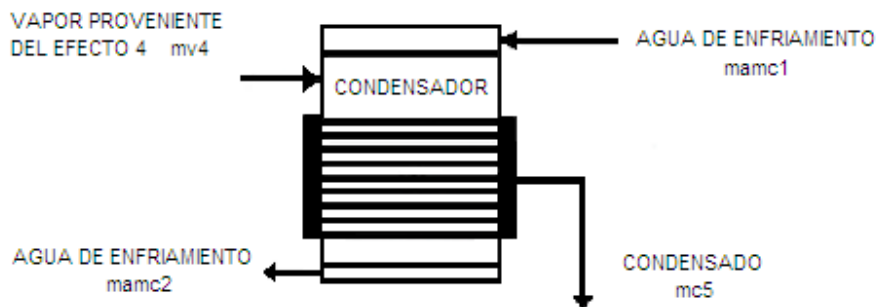 VAPOR PROVENIENTE
DEL EFECTO 4 mv4
AGUA DE ENFRIAMIENTO
mamc1
CONDENSADOR
AGUA DE ENFRIAMIENTO
mamc2
CONDENSADO
mc5